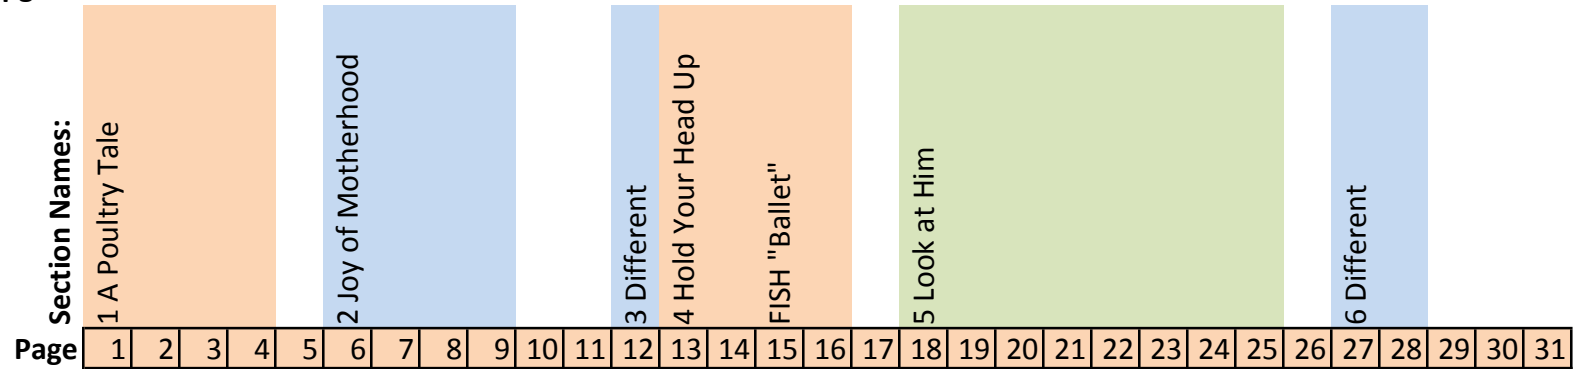 Section Names:
1 A Poultry Tale
2 Joy of Motherhood
3 Different
4 Hold Your Head Up
FISH "Ballet"
5 Look at Him
6 Different
Page 1 2 3 4 5 6 7 8 9 10 11 12 13 14 15 16 17 18 19 20 21 22 23 24 25 26 27 28 29 30 31